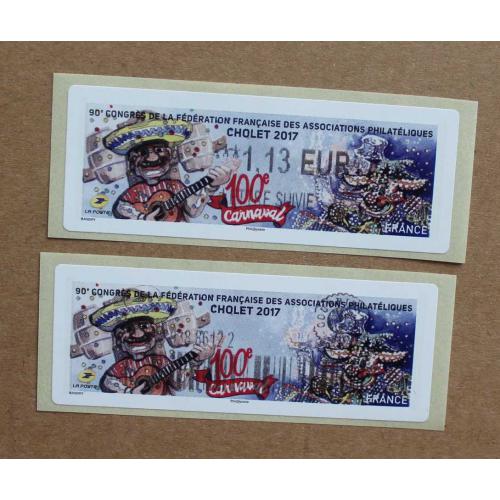 90e CONGRÈS DE LA FÉDÉRATION FRANÇAISE DES ASSOCIATIONS PHILATÉLIQUES
CHOLET 2017
1,13 EUR
E SUIVIE
100e
Carnaval
LA POSTE
FRANCE
90e CONGRÈS DE LA FÉDÉRATION FRANÇAISE DES ASSOCIATIONS PHILATÉLIQUES
CHOLET 2017
100e
Carnaval
LA POSTE
FRANCE